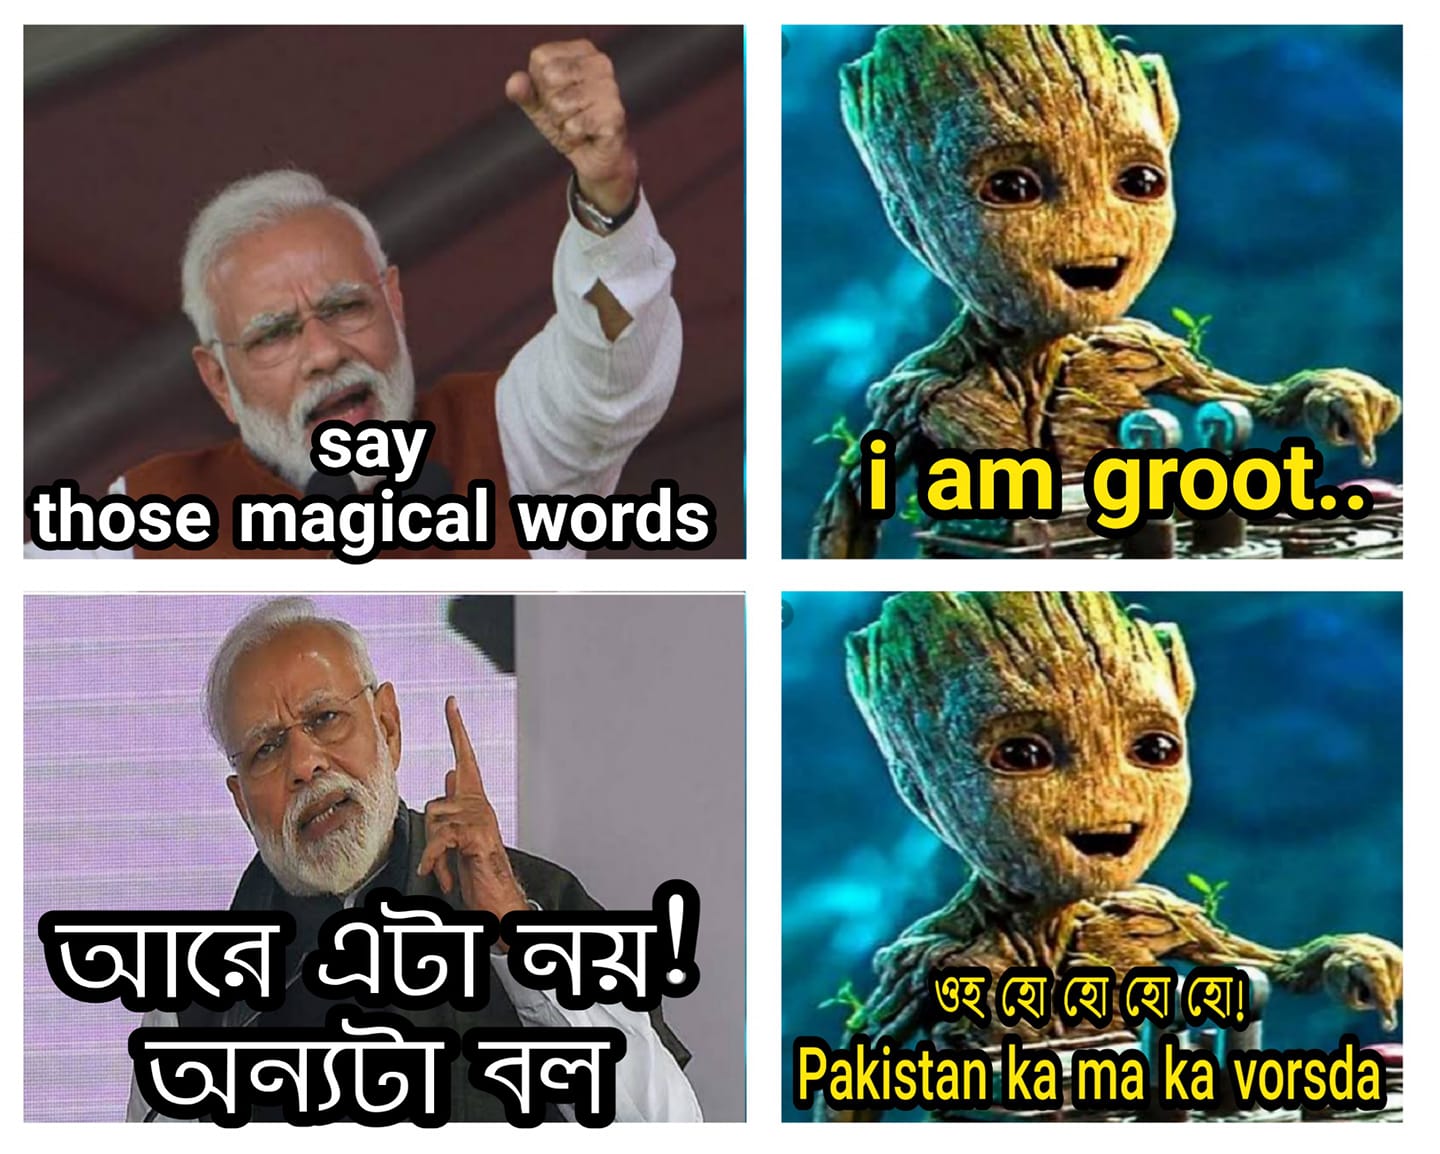 say
those magical words
i am groot..
আরে এটা নয়!
অন্যটা বল
ওহ হো হো হো হো!
Pakistan ka ma ka vorsda